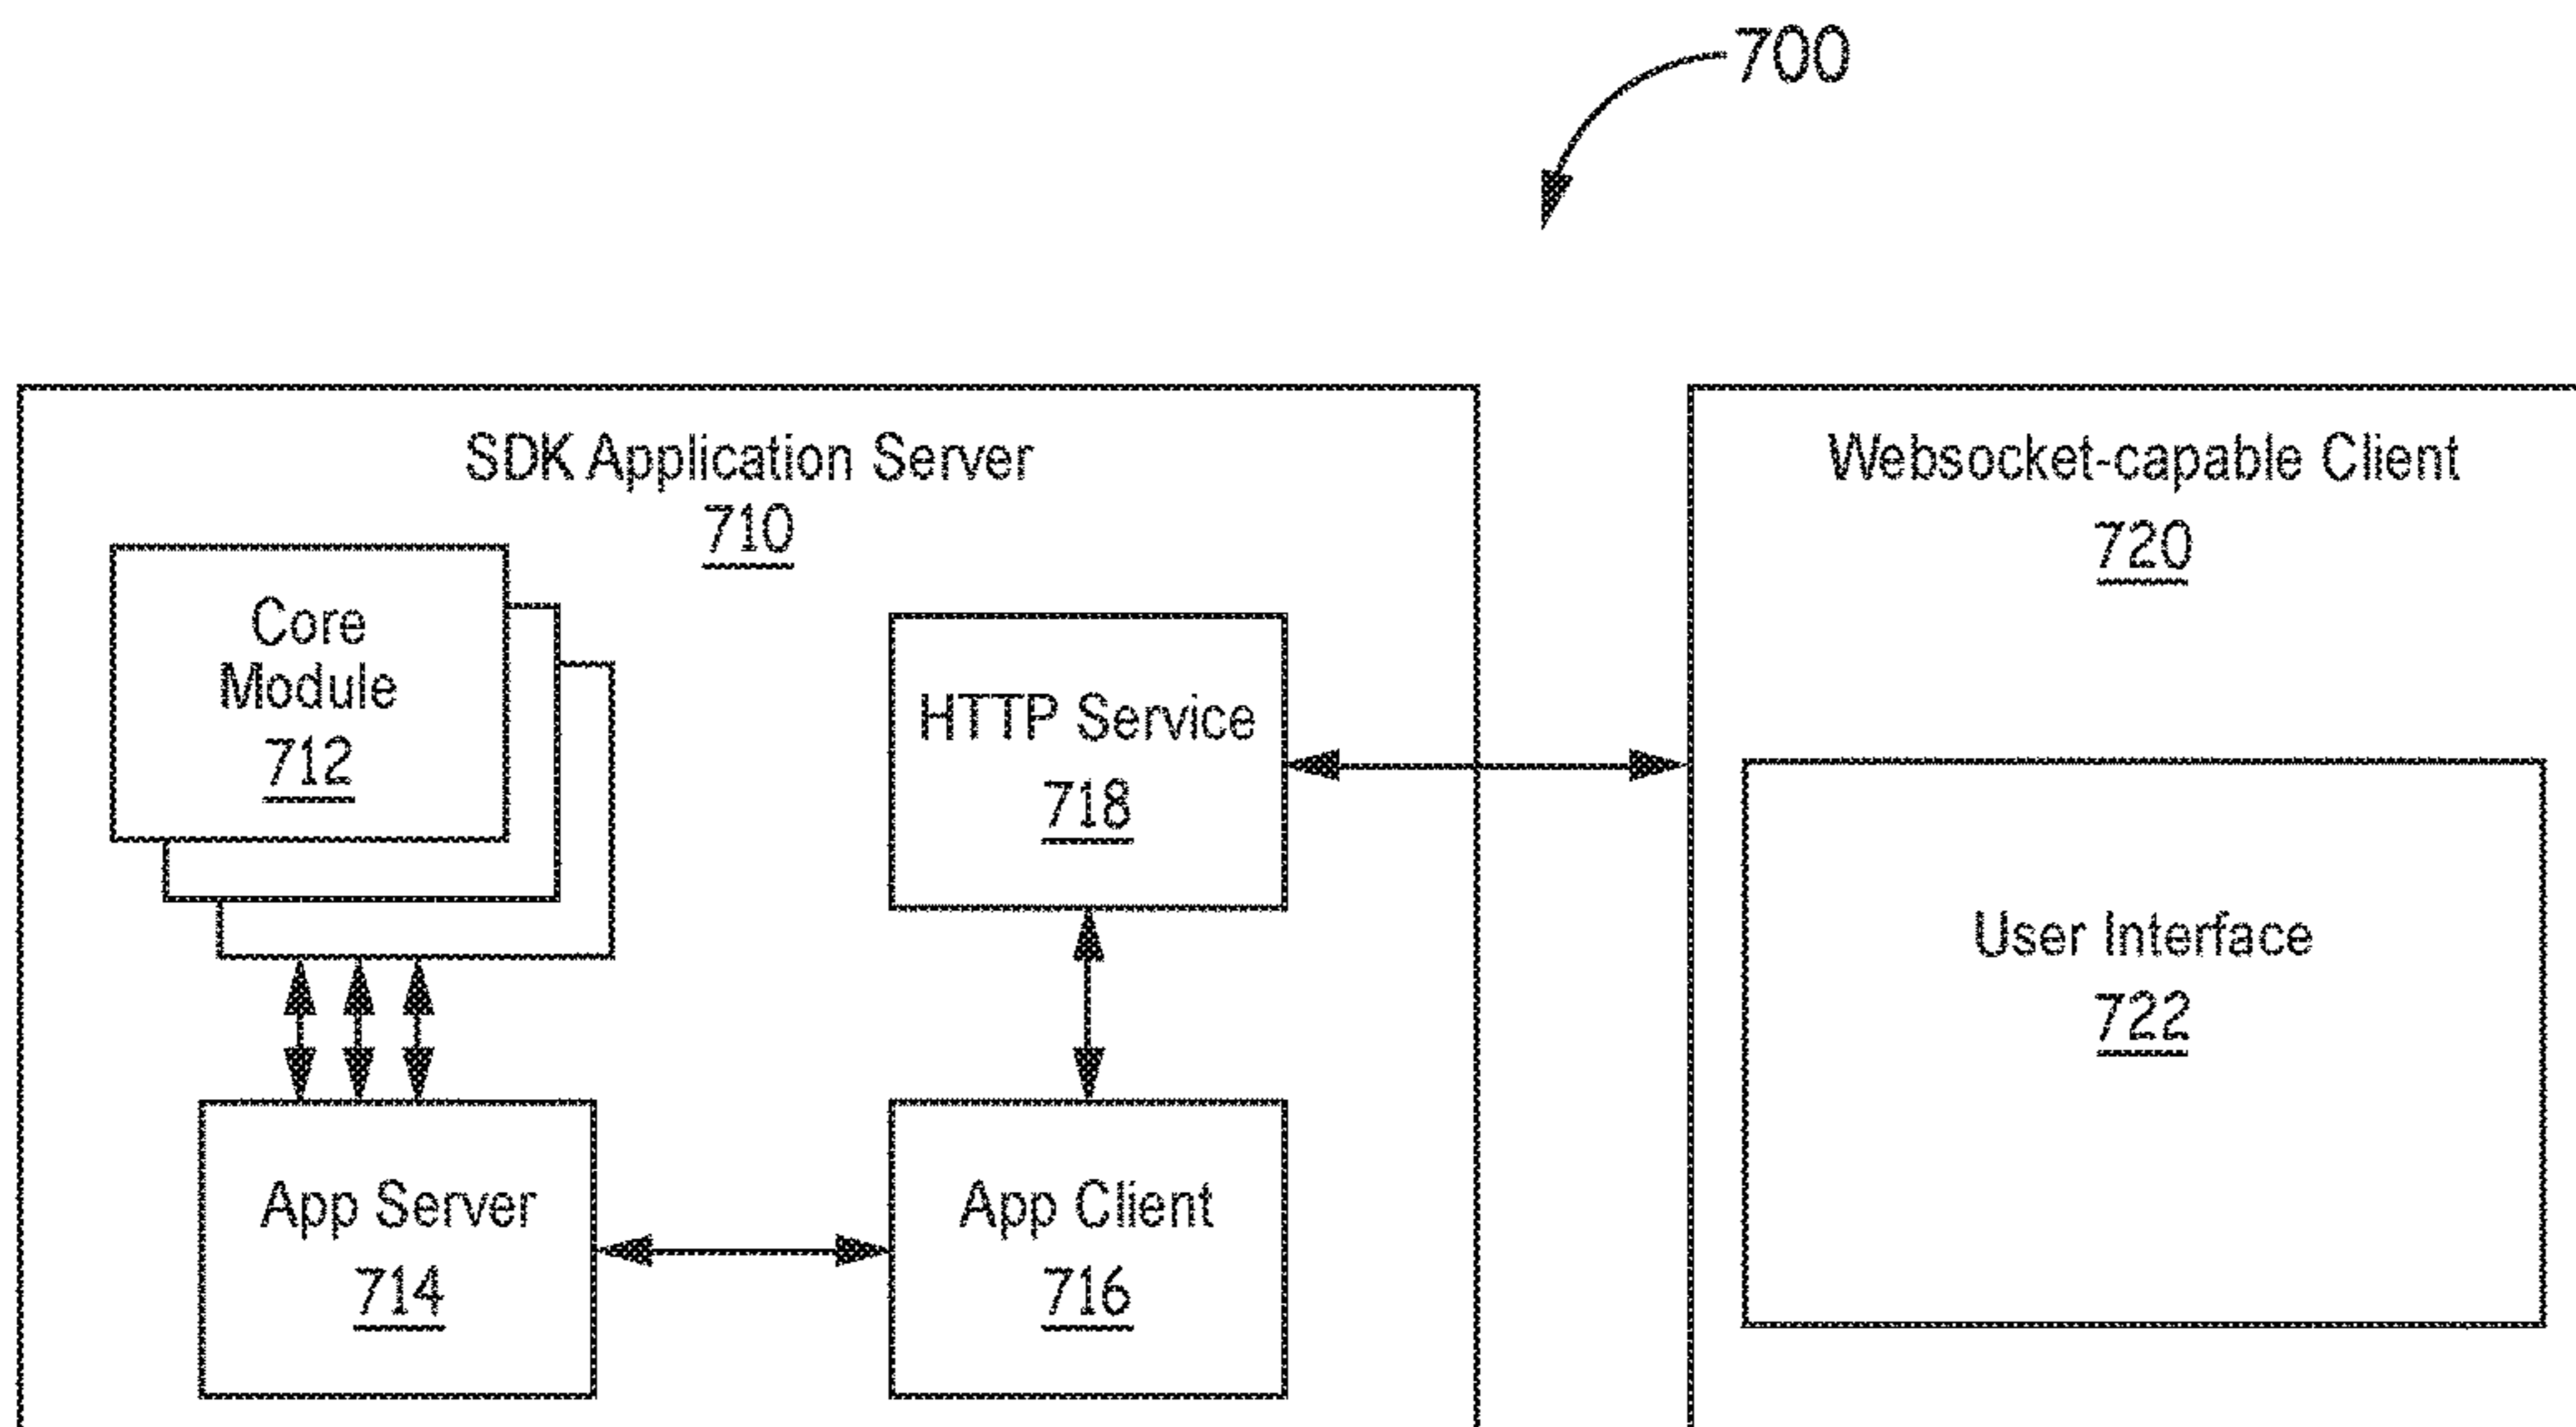 700
SDK Application Server
710
Core
Module
712
HTTP Service
718
App Server
714
App Client
716
Websocket-capable Client
720
User Interface
722